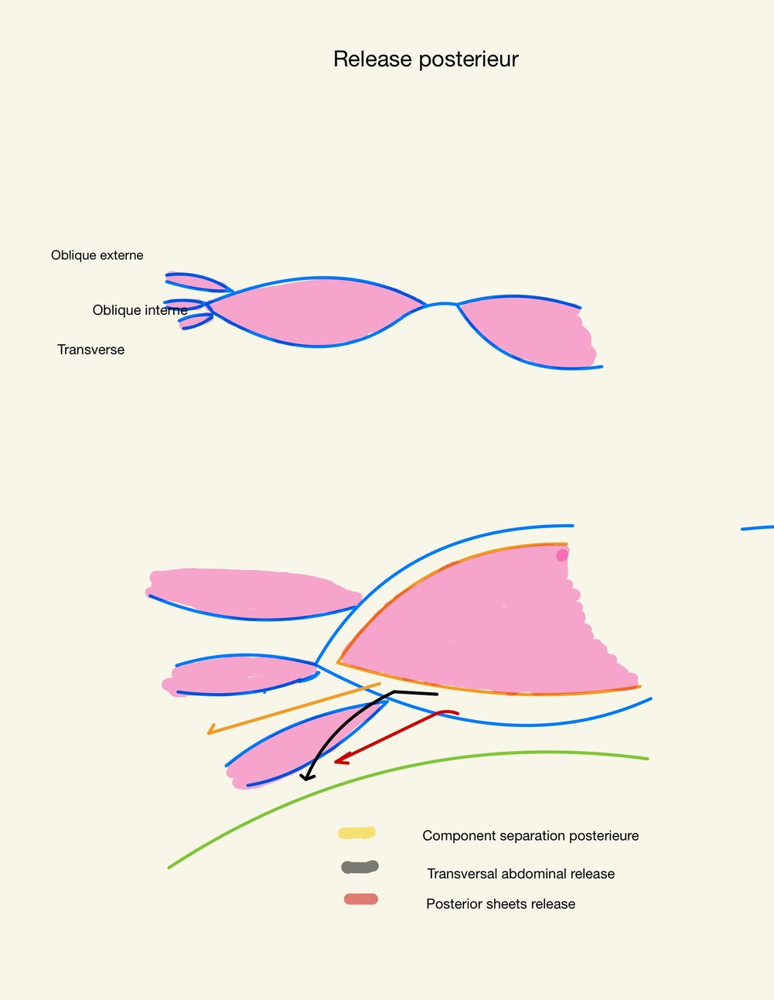 Release posterieur
Oblique externe
Oblique interne
Transverse
Component separation posterieure
Transversal abdominal release
Posterior sheets release